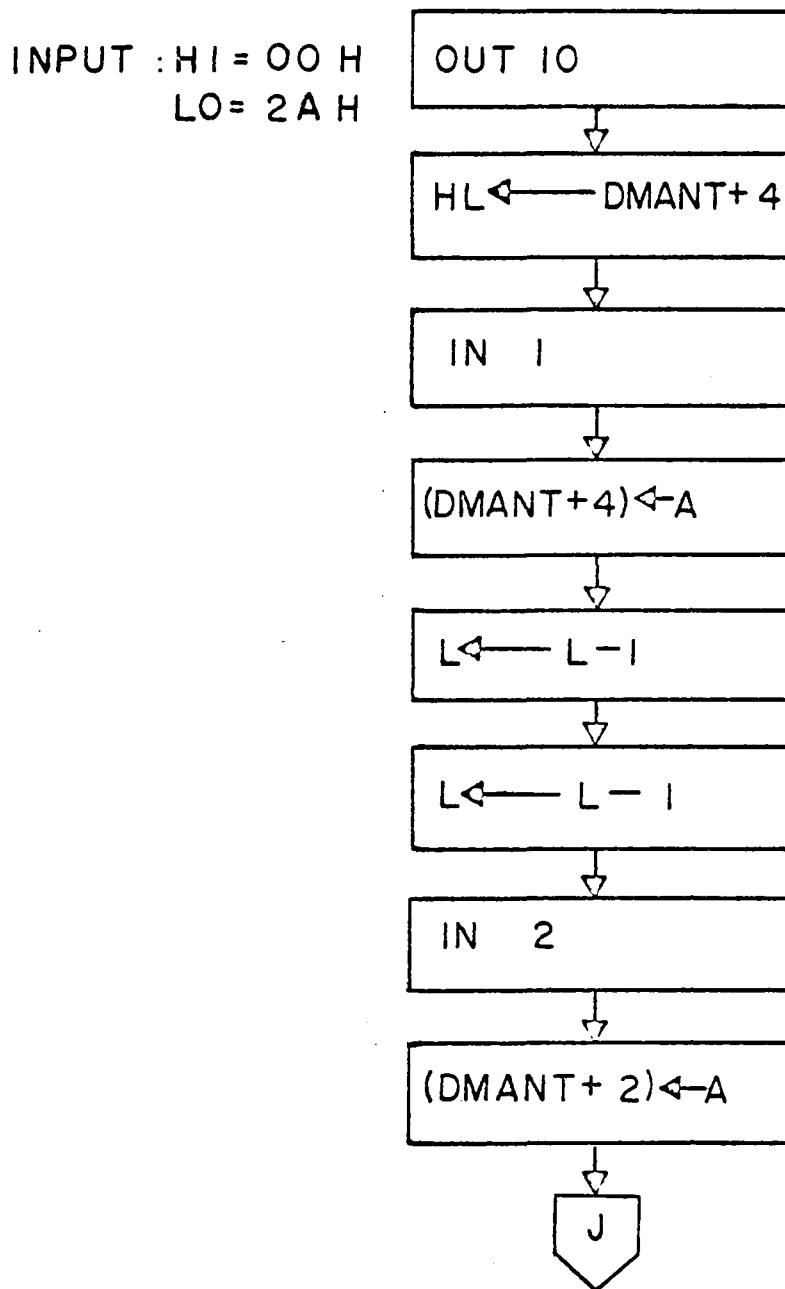 INPUT : HI = 00 H
LO = 2A H
OUT 10
HL ← DMANT + 4
IN 1
(DMANT + 4) ← A
L ← L - 1
L ← L - 1
IN 2
(DMANT + 2) ← A
J